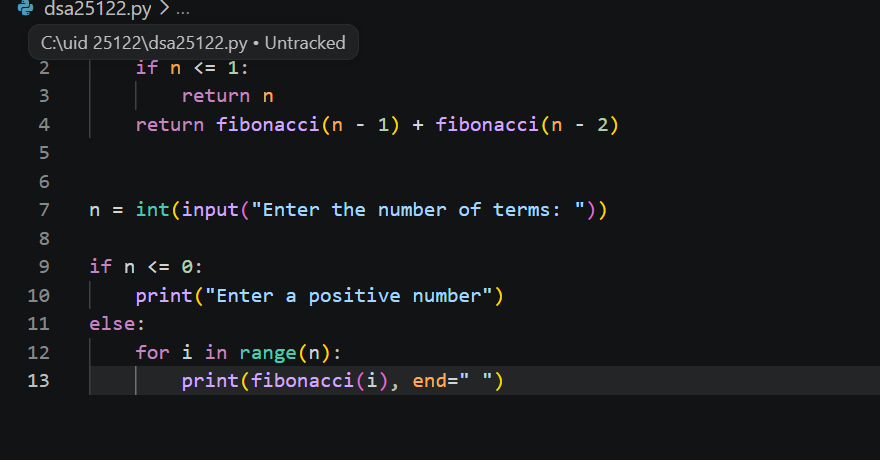 dsa25122.py > ...
C:\uid 25122\dsa25122.py • Untracked
2 if n <= 1:
3 return n
4 return fibonacci(n - 1) + fibonacci(n - 2)
5
6
7 n = int(input("Enter the number of terms: "))
8
9 if n <= 0:
10 print("Enter a positive number")
11 else:
12 for i in range(n):
13 print(fibonacci(i), end=" ")